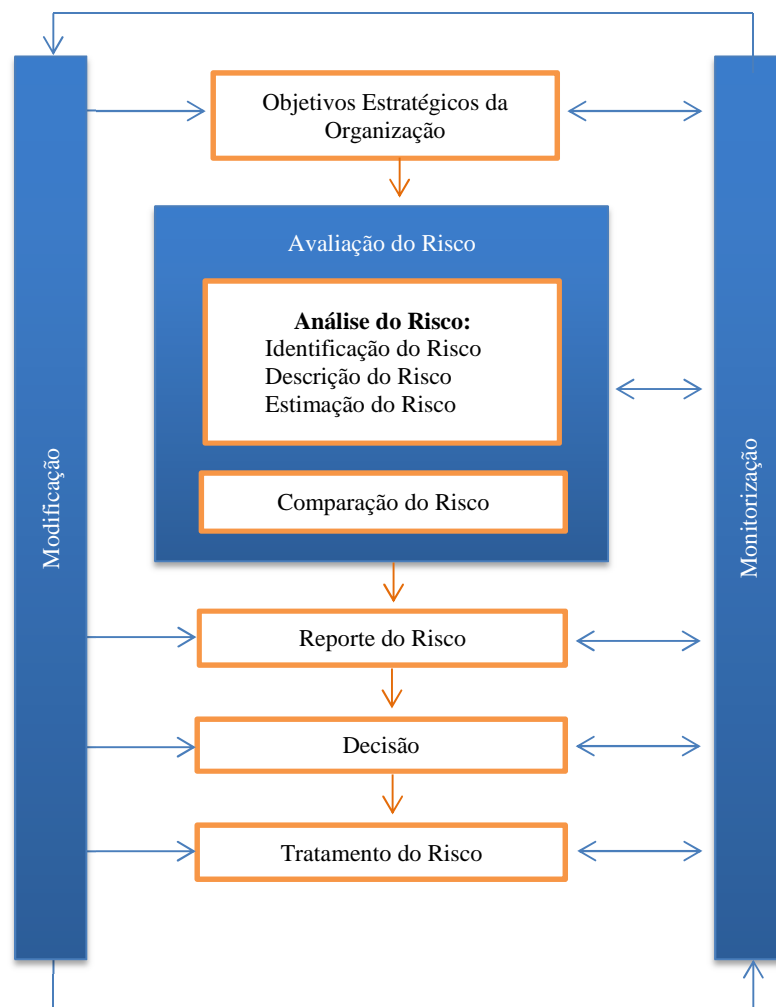 Objetivos Estratégicos da
Organização
Avaliação do Risco
Análise do Risco:
Identificação do Risco
Descrição do Risco
Estimação do Risco
Comparação do Risco
Modificação
Monitorização
Reporte do Risco
Decisão
Tratamento do Risco